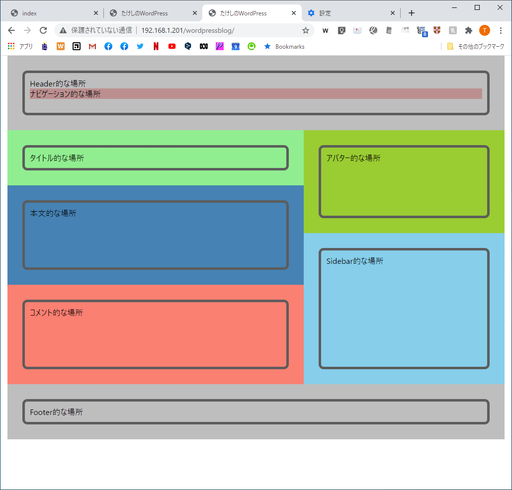 index
たけしのWordPress
たけしのWordPress
設定
保護されていない通信 192.168.1.201/wordpressblog/
アプリ
Bookmarks
その他のブックマーク
Header的な場所
ナビゲーション的な場所
タイトル的な場所
アバター的な場所
本文的な場所
Sidebar的な場所
コメント的な場所
Footer的な場所